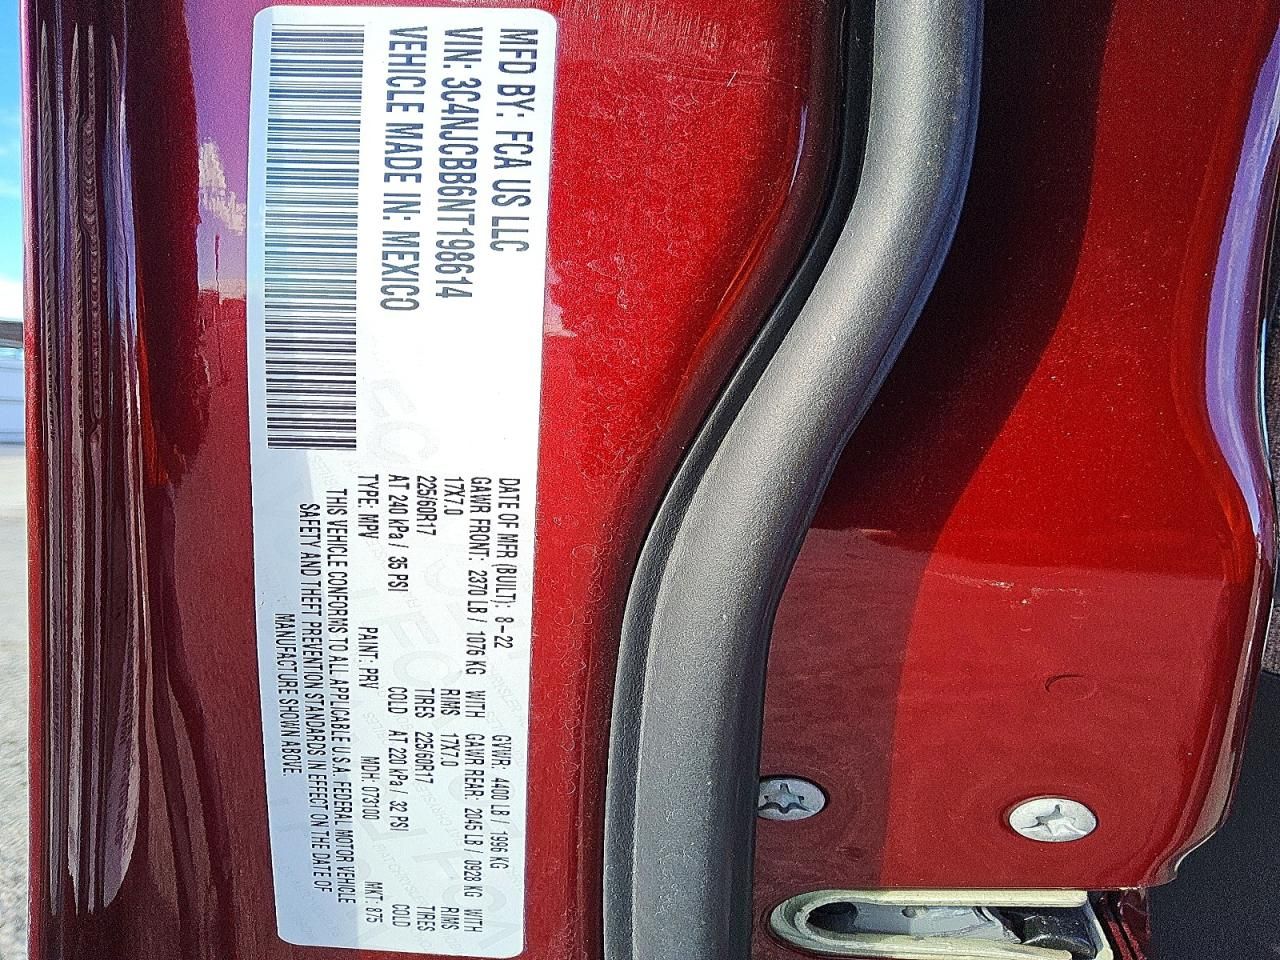 MFD BY: FCA US LLC
VIN: 3C4NJCBB6NT198614
VEHICLE MADE IN: MEXICO
DATE OF MFR (BUILT): 8-22 GVWR: 4400 LB / 1996 KG
GAWR FRONT: 2370 LB / 1076 KG WITH GAWR REAR: 2045 LB / 0928 KG WITH
17X7.0 RIMS 17X7.0 RIMS
225/60R17 TIRES 225/60R17 TIRES
AT 240 kPa / 35 PSI COLD AT 220 kPa / 32 PSI COLD
TYPE: MPV PAINT: PRV MDH: 073100 MKT: 875
THIS VEHICLE CONFORMS TO ALL APPLICABLE U.S.A. FEDERAL MOTOR VEHICLE
SAFETY AND THEFT PREVENTION STANDARDS IN EFFECT ON THE DATE OF
MANUFACTURE SHOWN ABOVE.